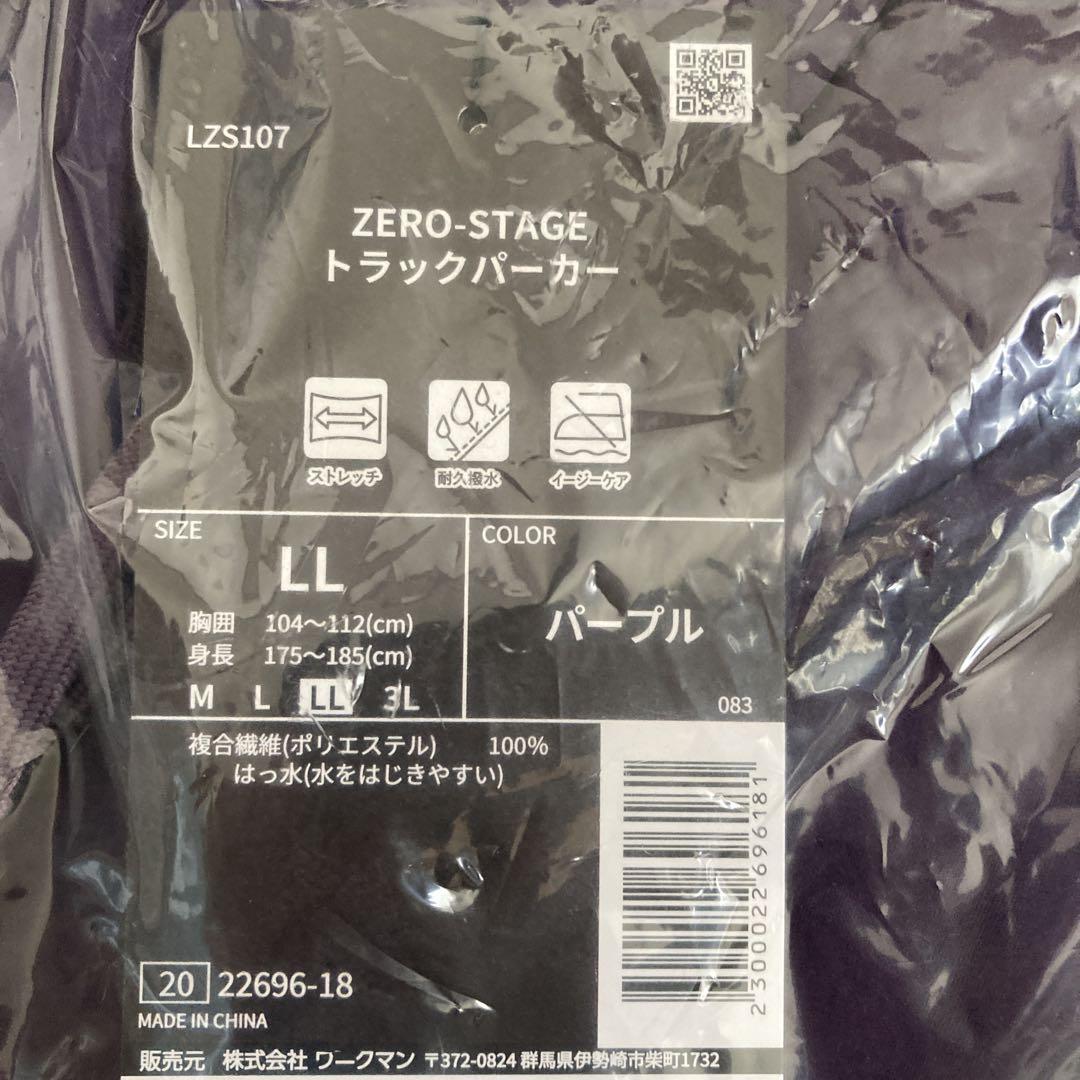 LZS107
ZERO-STAGE
トラックパーカー
ストレッチ 耐久撥水 イージーケア
SIZE
LL
胸囲 104〜112(cm)
身長 175〜185(cm)
M L LL 3L
COLOR
パープル
083
複合繊維(ポリエステル) 100%
はっ水(水をはじきやすい)
2300022696181
20 22696-18
MADE IN CHINA
販売元 株式会社 ワークマン 〒372-0824 群馬県伊勢崎市柴町1732